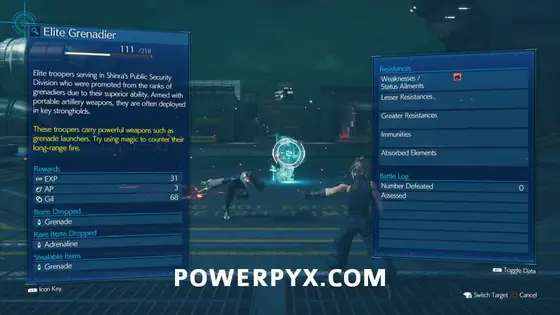 Elite Grenadier
111 /218
Elite troopers serving in Shinra's Public Security
Division who were promoted from the ranks of
grenadiers due to their superior array. Armed with
portable artillery weapons, they are often deployed
in key strongholds.
These troopers carry powerful weapons such as
grenade launchers. Try using magic to counter their
long-range fire.
Rewards
EXP 31
AP 3
Gil 68
Items Dropped
Grenade
Rare Items Dropped
Adrenaline
Stealable Items
Grenade
Icon Key
Resistances
Weaknesses /
Status Ailments
Lesser Resistances
Greater Resistances
Immunities
Absorbed Elements
Battle Log
Number Defeated 0
Assessed
Toggle Data
Switch Target
Cancel
POWERPYX.COM